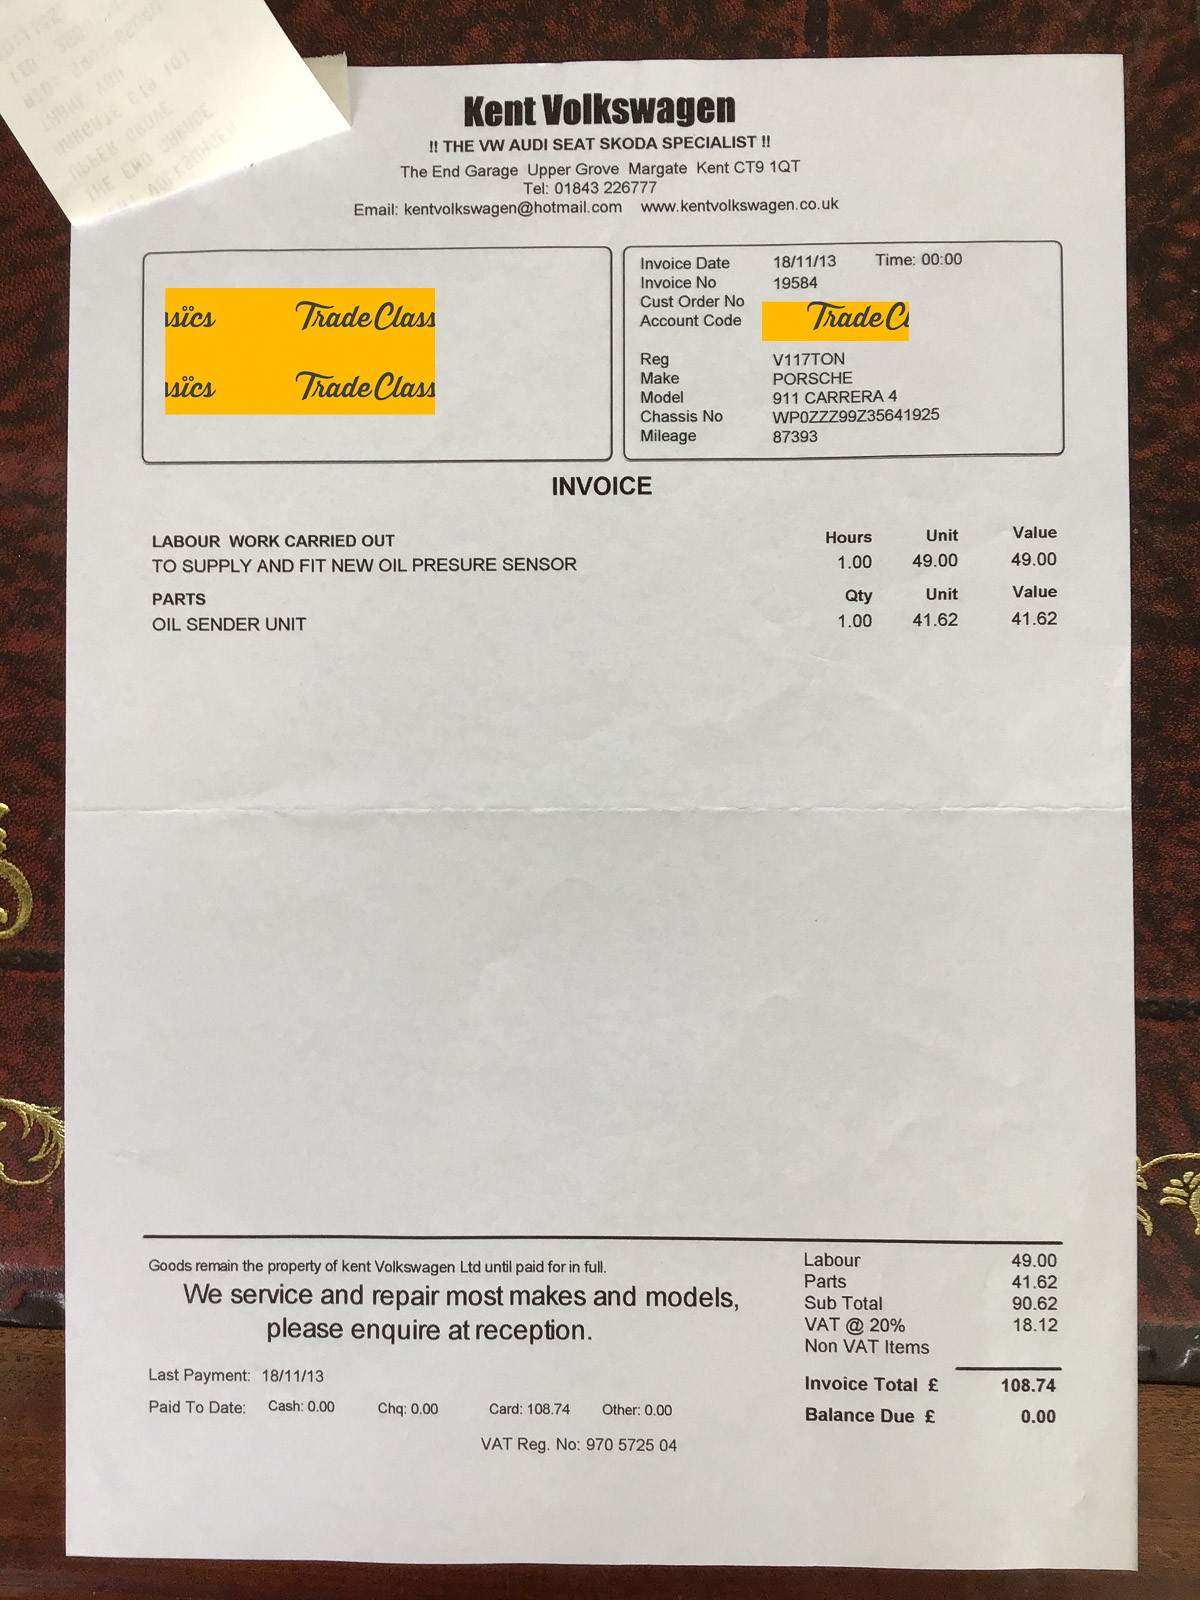 Kent Volkswagen
!! THE VW AUDI SEAT SKODA SPECIALIST !!
The End Garage Upper Grove Margate Kent CT9 1QT
Tel: 01843 226777
Email: kentvolkswagen@hotmail.com www.kentvolkswagen.co.uk
ssïcs TradeClass
ssïcs TradeClass
Invoice Date 18/11/13 Time: 00:00
Invoice No 19584
Cust Order No
Account Code TradeCl
Reg V117TON
Make PORSCHE
Model 911 CARRERA 4
Chassis No WP0ZZZ99Z35641925
Mileage 87393
INVOICE
LABOUR WORK CARRIED OUT Hours Unit Value
TO SUPPLY AND FIT NEW OIL PRESURE SENSOR 1.00 49.00 49.00
PARTS Qty Unit Value
OIL SENDER UNIT 1.00 41.62 41.62
Goods remain the property of kent Volkswagen Ltd until paid for in full.
We service and repair most makes and models,
please enquire at reception.
Last Payment: 18/11/13
Paid To Date: Cash: 0.00 Chq: 0.00 Card: 108.74 Other: 0.00
VAT Reg. No: 970 5725 04
Labour 49.00
Parts 41.62
Sub Total 90.62
VAT @ 20% 18.12
Non VAT Items
Invoice Total £ 108.74
Balance Due £ 0.00